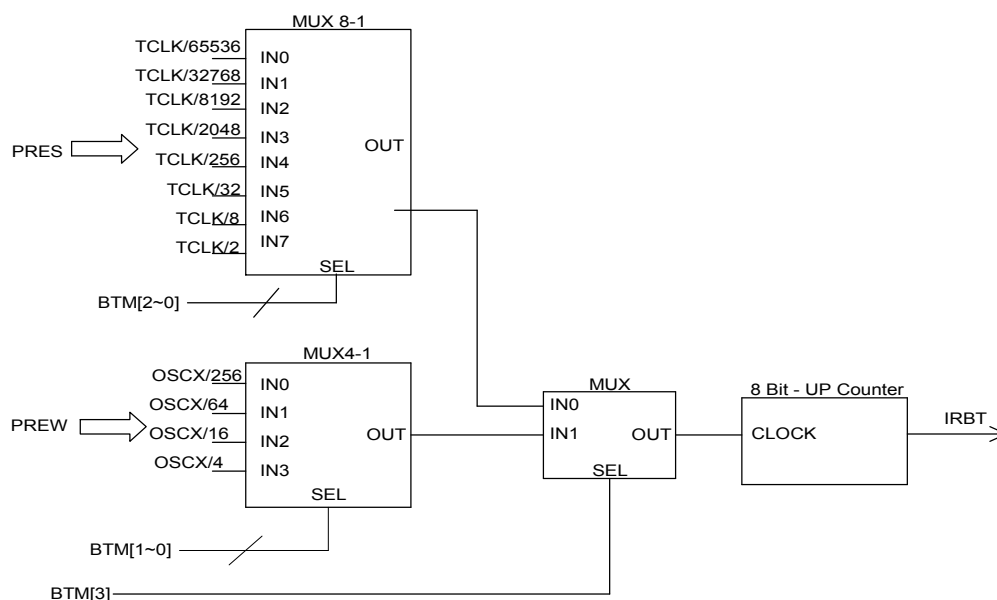 MUX 8-1
TCLK/65536
IN0
TCLK/32768
IN1
TCLK/8192
IN2
TCLK/2048
IN3
PRES
OUT
TCLK/256
IN4
TCLK/32
IN5
TCLK/8
IN6
TCLK/2
IN7
SEL
BTM[2~0]
MUX4-1
OSCX/256
IN0
OSCX/64
IN1
PREW
OSCX/16
IN2
OUT
OSCX/4
IN3
SEL
BTM[1~0]
MUX
IN0
IN1
OUT
SEL
8 Bit - UP Counter
CLOCK
IRBT
BTM[3]